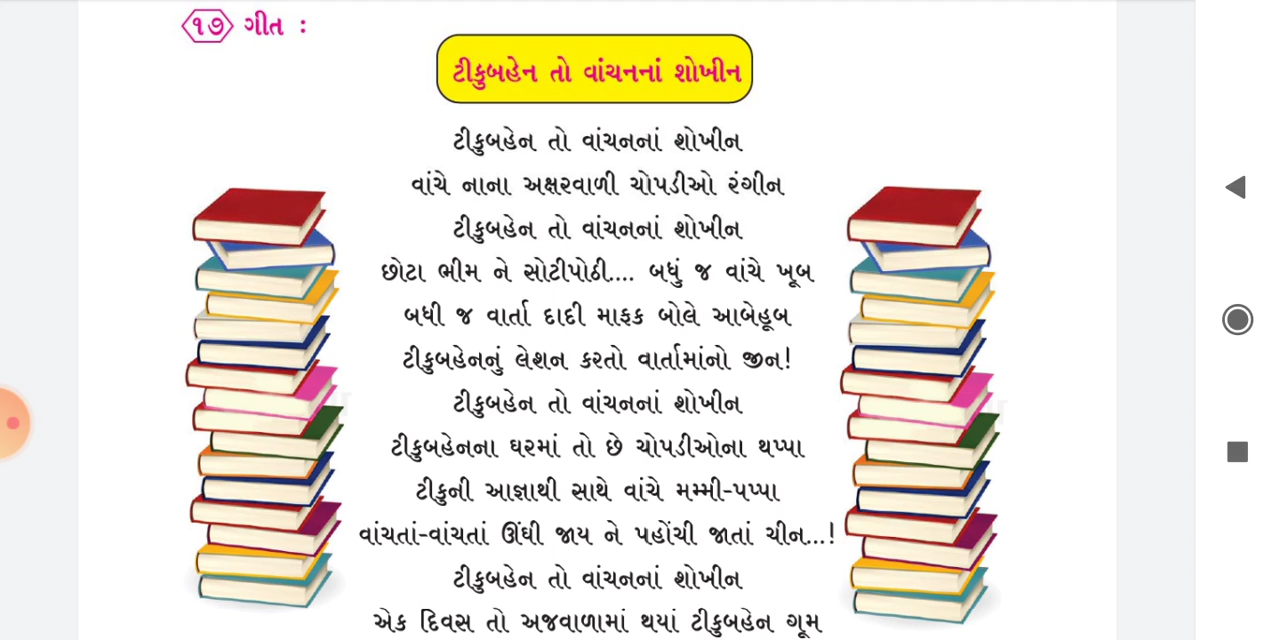 ૧૭ ગીત :
ટીકુબહેન તો વાંચનનાં શોખીન
ટીકુબહેન તો વાંચનનાં શોખીન
વાંચે નાના અક્ષરવાળી ચોપડીઓ રંગીન
ટીકુબહેન તો વાંચનનાં શોખીન
છોટા ભીમ ને સોટીપોઠી.... બધું જ વાંચે ખૂબ
બધી જ વાર્તા દાદી માફક બોલે આબેહૂબ
ટીકુબહેનનું લેશન કરતો વાર્તામાંનો જીન!
ટીકુબહેન તો વાંચનનાં શોખીન
ટીકુબહેનના ઘરમાં તો છે ચોપડીઓના થપ્પા
ટીકુની આજ્ઞાથી સાથે વાંચે મમ્મી-પપ્પા
વાંચતાં-વાંચતાં ઊંઘી જાય ને પહોંચી જાતાં ચીન...!
ટીકુબહેન તો વાંચનનાં શોખીન
એક દિવસ તો અજવાળામાં થયાં ટીકુબહેન ગૂમ